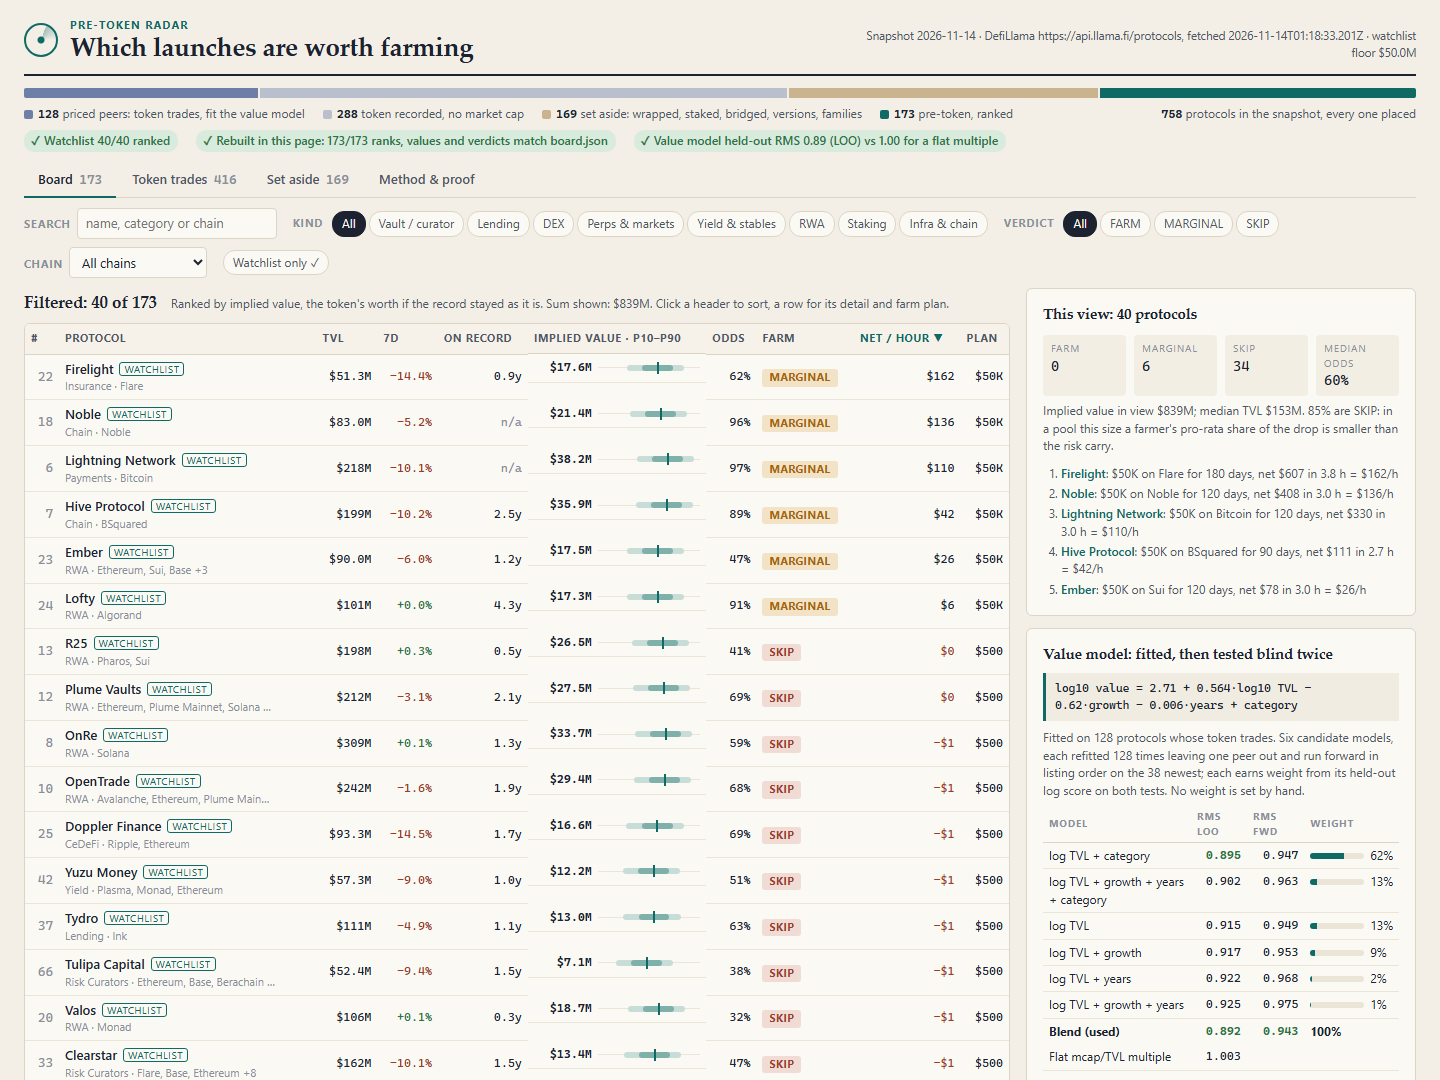 PRE-TOKEN RADAR
Which launches are worth farming
Snapshot 2026-11-14 · DefiLlama https://api.llama.fi/protocols, fetched 2026-11-14T01:18:33.201Z · watchlist
floor $50.0M
128 priced peers: token trades, fit the value model
288 token recorded, no market cap
169 set aside: wrapped, staked, bridged, versions, families
173 pre-token, ranked
758 protocols in the snapshot, every one placed
✓ Watchlist 40/40 ranked
✓ Rebuilt in this page: 173/173 ranks, values and verdicts match board.json
✓ Value model held-out RMS 0.89 (LOO) vs 1.00 for a flat multiple
Board 173
Token trades 416
Set aside 169
Method & proof
SEARCH name, category or chain
KIND All Vault / curator Lending DEX Perps & markets Yield & stables RWA Staking Infra & chain
VERDICT All FARM MARGINAL SKIP
CHAIN All chains
Watchlist only ✓
Filtered: 40 of 173
Ranked by implied value, the token's worth if the record stayed as it is. Sum shown: $839M. Click a header to sort, a row for its detail and farm plan.
# PROTOCOL TVL 7D ON RECORD IMPLIED VALUE · P10–P90 ODDS FARM NET / HOUR ▼ PLAN
22 Firelight WATCHLIST $51.3M −14.4% 0.9y $17.6M 62% MARGINAL $162 $50K
Insurance · Flare
18 Noble WATCHLIST $83.0M −5.2% n/a $21.4M 96% MARGINAL $136 $50K
Chain · Noble
6 Lightning Network WATCHLIST $218M −10.1% n/a $38.2M 97% MARGINAL $110 $50K
Payments · Bitcoin
7 Hive Protocol WATCHLIST $199M −10.2% 2.5y $35.9M 89% MARGINAL $42 $50K
Chain · BSquared
23 Ember WATCHLIST $90.0M −6.0% 1.2y $17.5M 47% MARGINAL $26 $50K
RWA · Ethereum, Sui, Base +3
24 Lofty WATCHLIST $101M +0.0% 4.3y $17.3M 91% MARGINAL $6 $50K
RWA · Algorand
13 R25 WATCHLIST $198M +0.3% 0.5y $26.5M 41% SKIP $0 $500
RWA · Pharos, Sui
12 Plume Vaults WATCHLIST $212M −3.1% 2.1y $27.5M 69% SKIP $0 $500
RWA · Ethereum, Plume Mainnet, Solana ...
8 OnRe WATCHLIST $309M +0.1% 1.3y $33.7M 59% SKIP −$1 $500
RWA · Solana
10 OpenTrade WATCHLIST $242M −1.6% 1.9y $29.4M 68% SKIP −$1 $500
RWA · Avalanche, Ethereum, Plume Main...
25 Doppler Finance WATCHLIST $93.3M −14.5% 1.7y $16.6M 69% SKIP −$1 $500
CeDeFi · Ripple, Ethereum
42 Yuzu Money WATCHLIST $57.3M −9.0% 1.0y $12.2M 51% SKIP −$1 $500
Yield · Plasma, Monad, Ethereum
37 Tydro WATCHLIST $111M −4.9% 1.1y $13.0M 63% SKIP −$1 $500
Lending · Ink
66 Tulipa Capital WATCHLIST $52.4M −9.4% 1.5y $7.1M 38% SKIP −$1 $500
Risk Curators · Ethereum, Base, Berachain ...
20 Valos WATCHLIST $106M +0.1% 0.3y $18.7M 32% SKIP −$1 $500
RWA · Monad
33 Clearstar WATCHLIST $162M −10.1% 1.5y $13.4M 47% SKIP −$1 $500
Risk Curators · Flare, Base, Ethereum +8
This view: 40 protocols
FARM 0
MARGINAL 6
SKIP 34
MEDIAN ODDS 60%
Implied value in view $839M; median TVL $153M. 85% are SKIP: in
a pool this size a farmer's pro-rata share of the drop is smaller than
the risk carry.
1. Firelight: $50K on Flare for 180 days, net $607 in 3.8 h = $162/h
2. Noble: $50K on Noble for 120 days, net $408 in 3.0 h = $136/h
3. Lightning Network: $50K on Bitcoin for 120 days, net $330 in
3.0 h = $110/h
4. Hive Protocol: $50K on BSquared for 90 days, net $111 in 2.7 h
= $42/h
5. Ember: $50K on Sui for 120 days, net $78 in 3.0 h = $26/h
Value model: fitted, then tested blind twice
log10 value = 2.71 + 0.564·log10 TVL −
0.62·growth − 0.006·years + category
Fitted on 128 protocols whose token trades. Six candidate models,
each refitted 128 times leaving one peer out and run forward in
listing order on the 38 newest; each earns weight from its held-out
log score on both tests. No weight is set by hand.
MODEL RMS LOO RMS FWD WEIGHT
log TVL + category 0.895 0.947 62%
log TVL + growth + years + category 0.902 0.963 13%
log TVL 0.915 0.949 13%
log TVL + growth 0.917 0.953 9%
log TVL + years 0.922 0.968 2%
log TVL + growth + years 0.925 0.975 1%
Blend (used) 0.892 0.943 100%
Flat mcap/TVL multiple 1.003